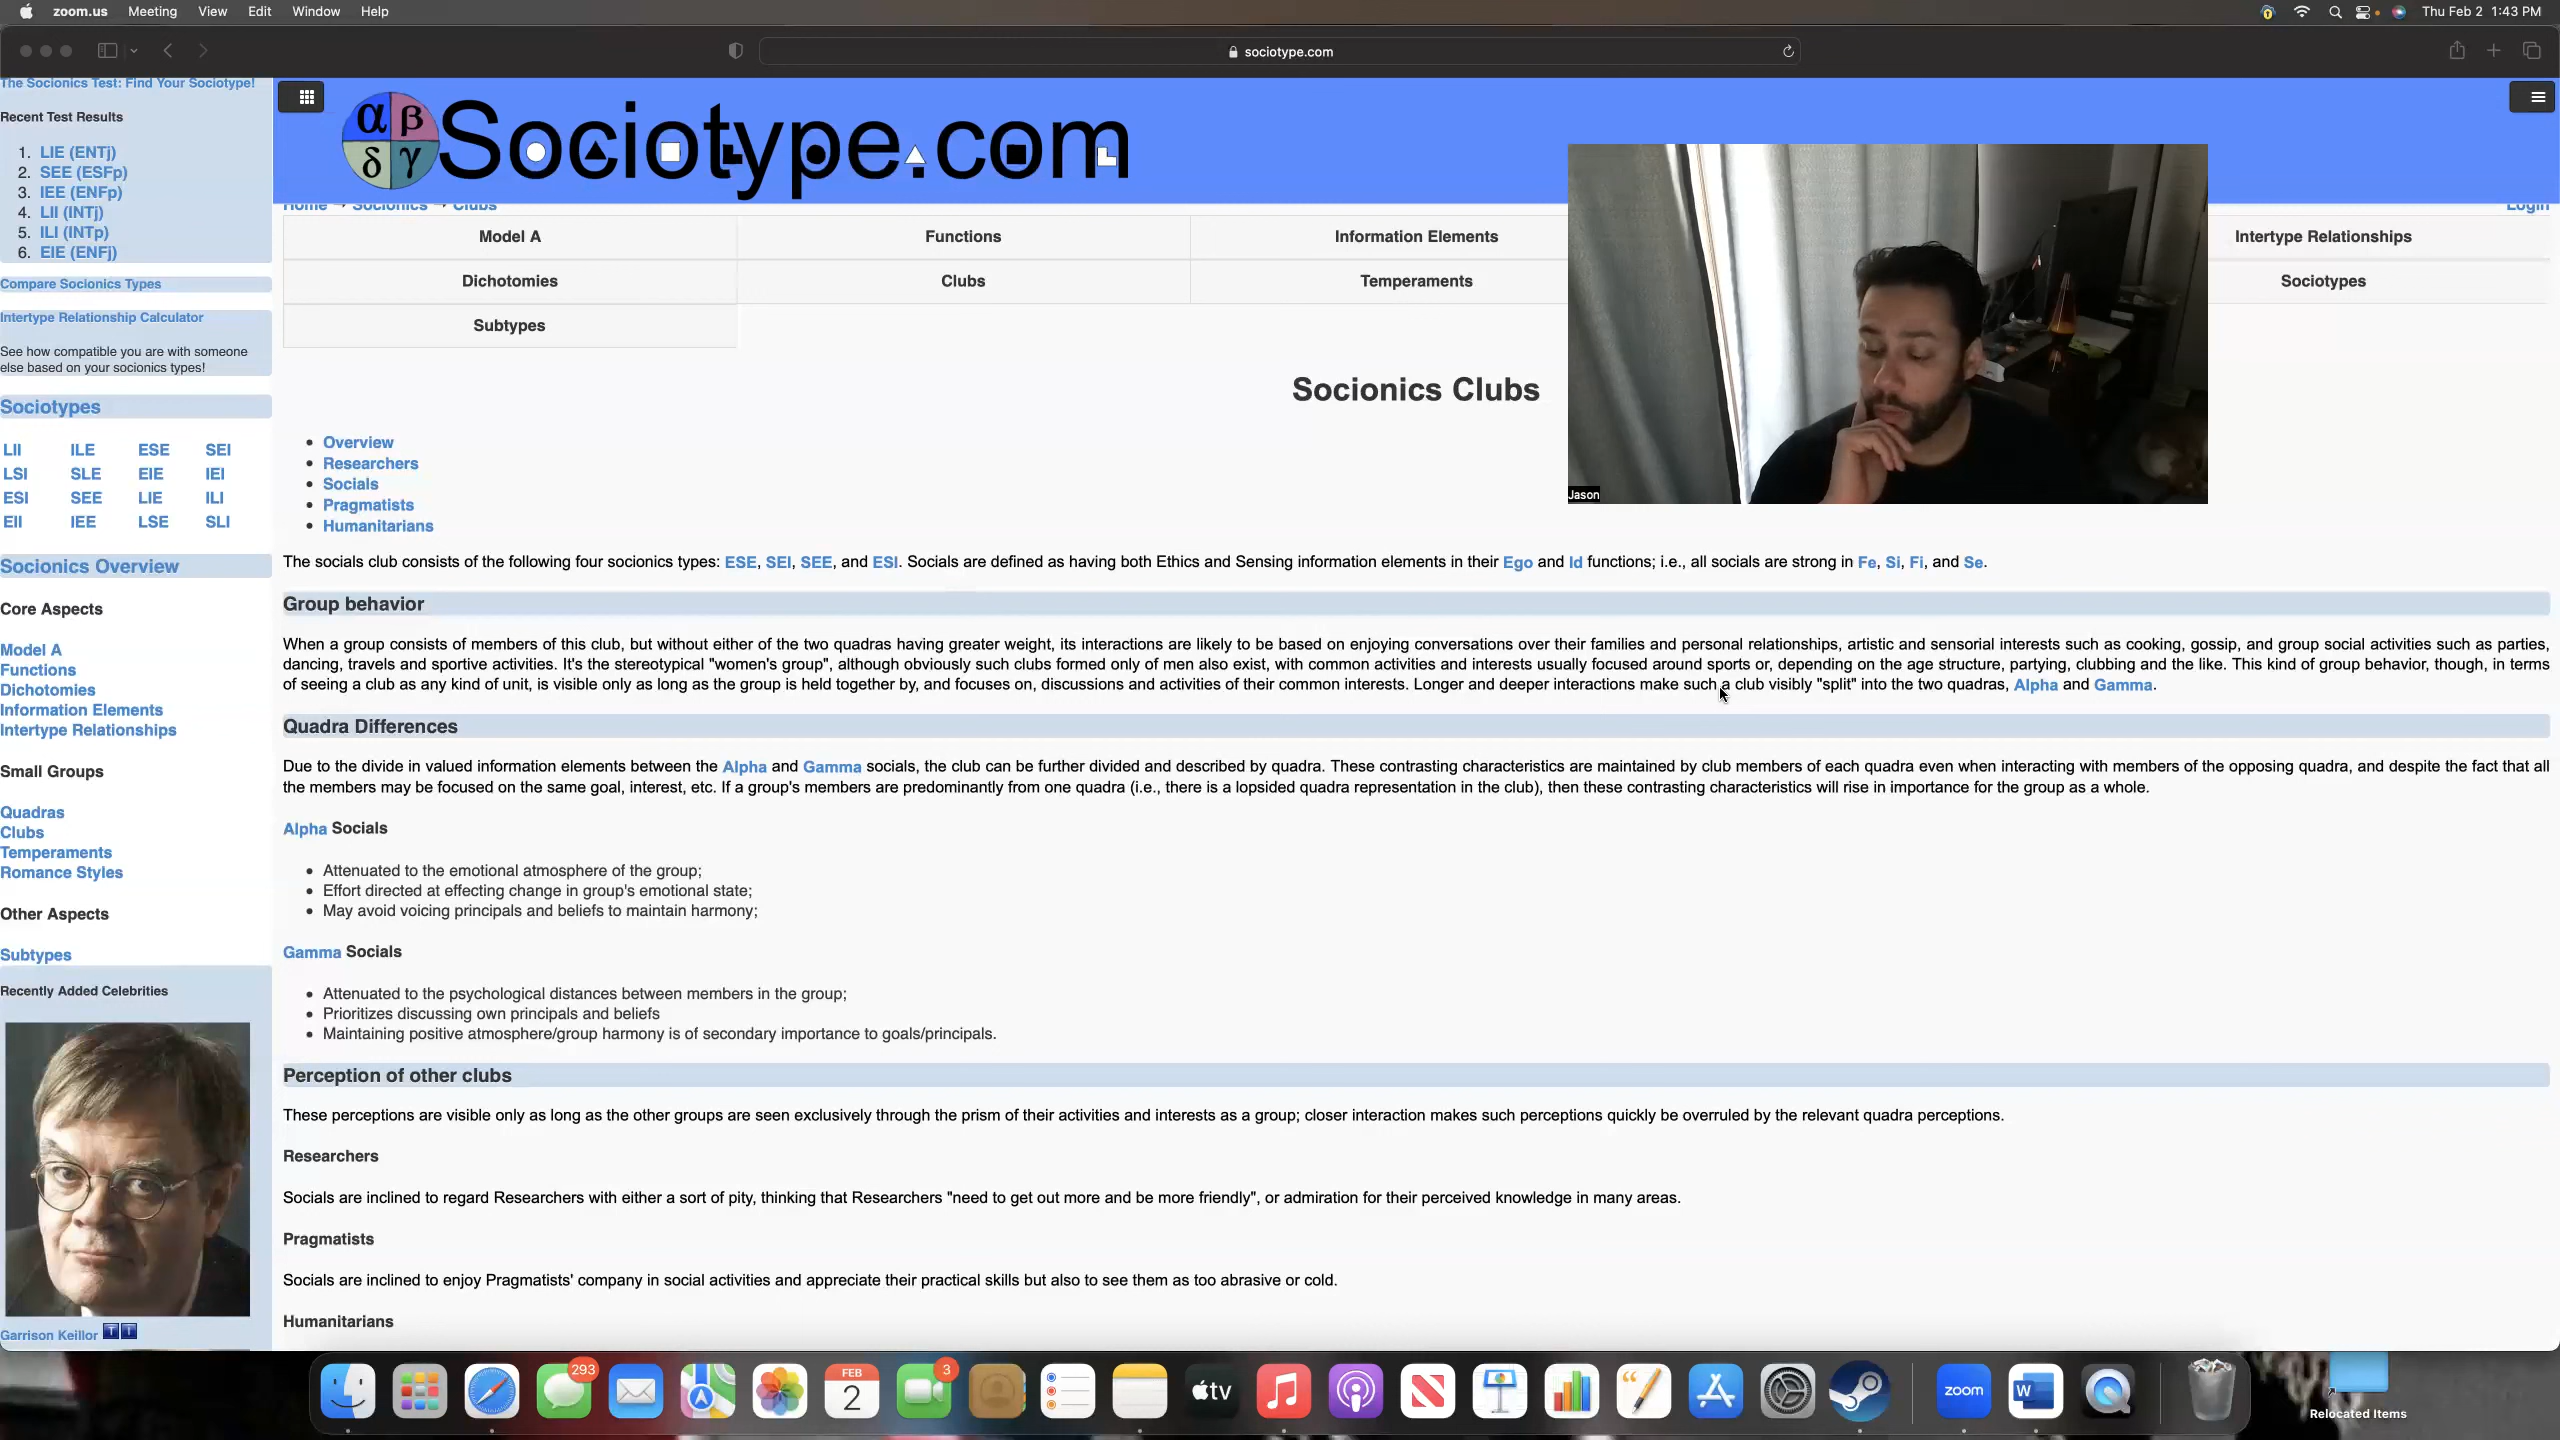 zoom.us Meeting View Edit Window Help
Thu Feb 2 1:43 PM
sociotype.com
The Socionics Test: Find Your Sociotype!
Recent Test Results
1. LIE (ENTj)
2. SEE (ESFp)
3. IEE (ENFp)
4. LII (INTj)
5. ILI (INTp)
6. EIE (ENFj)
Compare Socionics Types
Intertype Relationship Calculator
See how compatible you are with someone
else based on your socionics types!
Sociotypes
LII ILE ESE SEI
LSI SLE EIE IEI
ESI SEE LIE ILI
EII IEE LSE SLI
Socionics Overview
Core Aspects
Model A
Functions
Dichotomies
Information Elements
Intertype Relationships
Small Groups
Quadras
Clubs
Temperaments
Romance Styles
Other Aspects
Subtypes
Recently Added Celebrities
Garrison Keillor
α β
δ γ
Sociotype.com
Home → Socionics → Clubs
Login
Model A Functions Information Elements Intertype Relationships
Dichotomies Clubs Temperaments Sociotypes
Subtypes
Jason
Socionics Clubs
• Overview
• Researchers
• Socials
• Pragmatists
• Humanitarians
The socials club consists of the following four socionics types: ESE, SEI, SEE, and ESI. Socials are defined as having both Ethics and Sensing information elements in their Ego and Id functions; i.e., all socials are strong in Fe, Si, Fi, and Se.
Group behavior
When a group consists of members of this club, but without either of the two quadras having greater weight, its interactions are likely to be based on enjoying conversations over their families and personal relationships, artistic and sensorial interests such as cooking, gossip, and group social activities such as parties,
dancing, travels and sportive activities. It's the stereotypical "women's group", although obviously such clubs formed only of men also exist, with common activities and interests usually focused around sports or, depending on the age structure, partying, clubbing and the like. This kind of group behavior, though, in terms
of seeing a club as any kind of unit, is visible only as long as the group is held together by, and focuses on, discussions and activities of their common interests. Longer and deeper interactions make such a club visibly "split" into the two quadras, Alpha and Gamma.
Quadra Differences
Due to the divide in valued information elements between the Alpha and Gamma socials, the club can be further divided and described by quadra. These contrasting characteristics are maintained by club members of each quadra even when interacting with members of the opposing quadra, and despite the fact that all
the members may be focused on the same goal, interest, etc. If a group's members are predominantly from one quadra (i.e., there is a lopsided quadra representation in the club), then these contrasting characteristics will rise in importance for the group as a whole.
Alpha Socials
• Attenuated to the emotional atmosphere of the group;
• Effort directed at effecting change in group's emotional state;
• May avoid voicing principals and beliefs to maintain harmony;
Gamma Socials
• Attenuated to the psychological distances between members in the group;
• Prioritizes discussing own principals and beliefs
• Maintaining positive atmosphere/group harmony is of secondary importance to goals/principals.
Perception of other clubs
These perceptions are visible only as long as the other groups are seen exclusively through the prism of their activities and interests as a group; closer interaction makes such perceptions quickly be overruled by the relevant quadra perceptions.
Researchers
Socials are inclined to regard Researchers with either a sort of pity, thinking that Researchers "need to get out more and be more friendly", or admiration for their perceived knowledge in many areas.
Pragmatists
Socials are inclined to enjoy Pragmatists' company in social activities and appreciate their practical skills but also to see them as too abrasive or cold.
Humanitarians
293
FEB
2
3
tv
zoom
W
Relocated Items